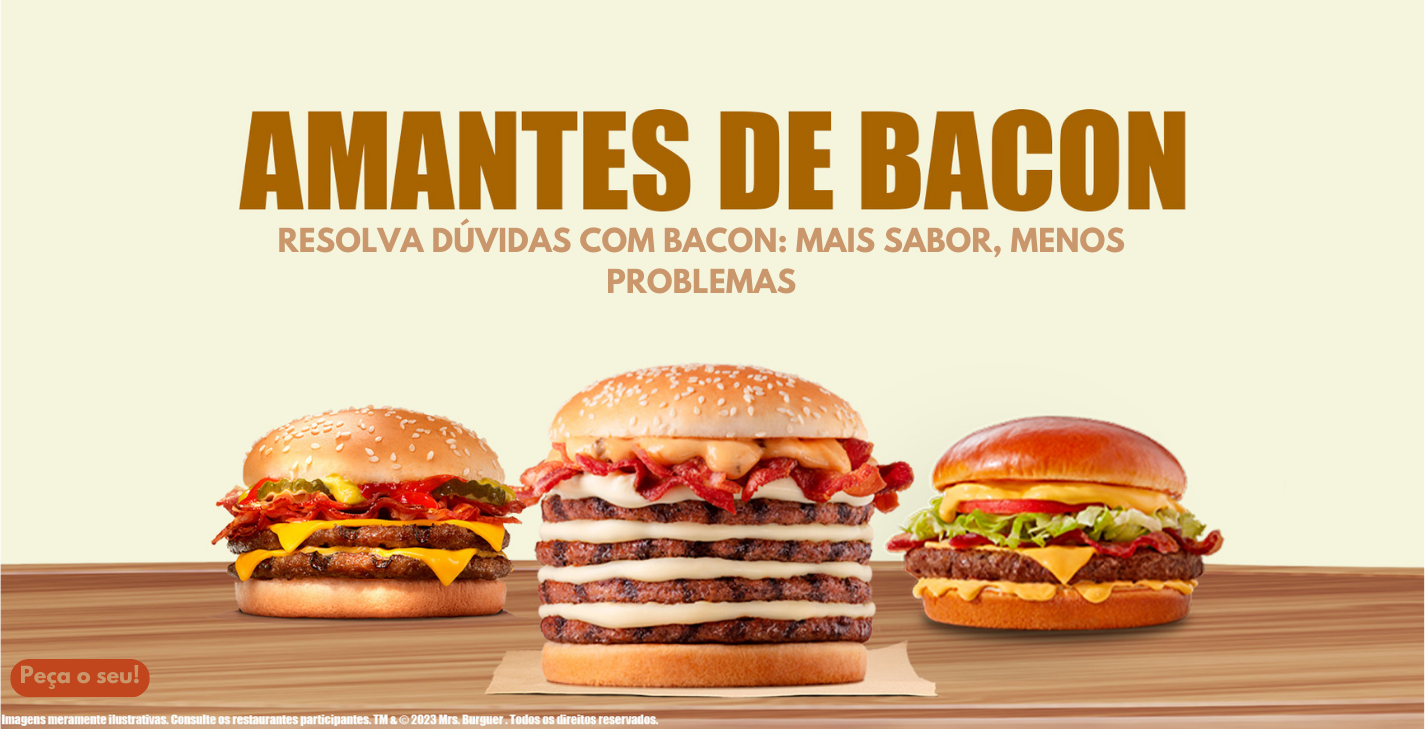 AMANTES DE BACON
RESOLVA DÚVIDAS COM BACON: MAIS SABOR, MENOS
PROBLEMAS
Peça o seu!
Imagens meramente ilustrativas. Consulte os restaurantes participantes. TM & © 2023 Mrs. Burguer . Todos os direitos reservados.